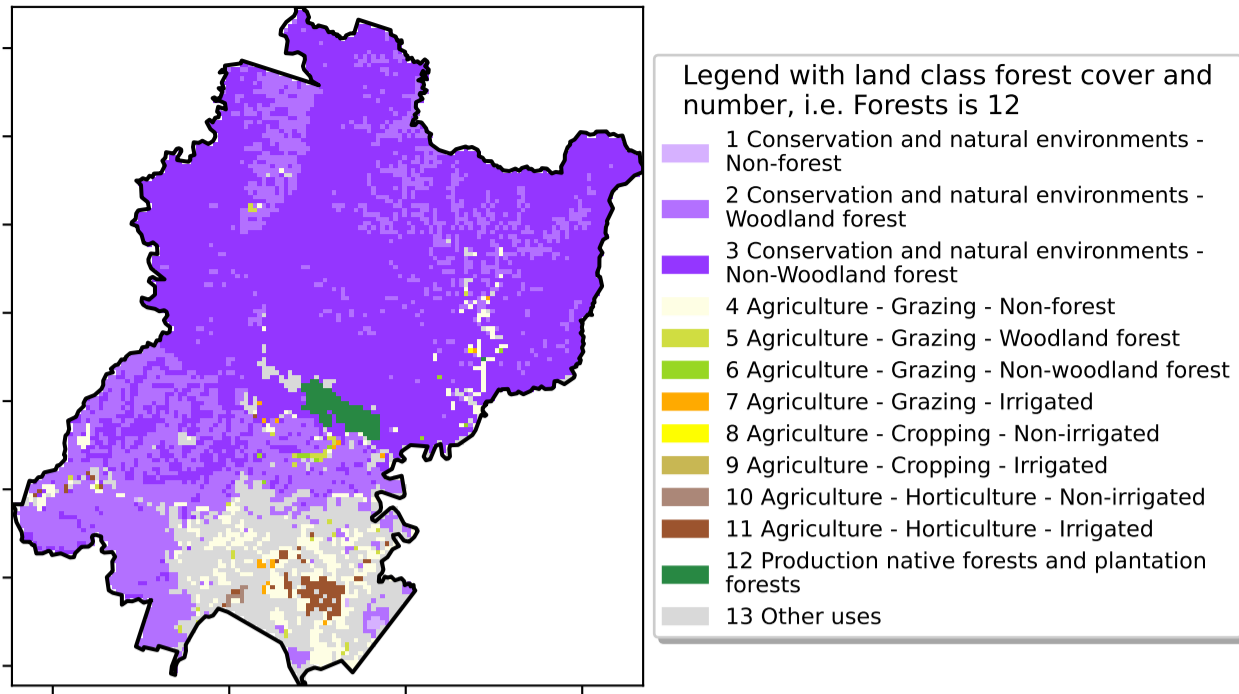 Legend with land class forest cover and
number, i.e. Forests is 12
1 Conservation and natural environments -
Non-forest
2 Conservation and natural environments -
Woodland forest
3 Conservation and natural environments -
Non-Woodland forest
4 Agriculture - Grazing - Non-forest
5 Agriculture - Grazing - Woodland forest
6 Agriculture - Grazing - Non-woodland forest
7 Agriculture - Grazing - Irrigated
8 Agriculture - Cropping - Non-irrigated
9 Agriculture - Cropping - Irrigated
10 Agriculture - Horticulture - Non-irrigated
11 Agriculture - Horticulture - Irrigated
12 Production native forests and plantation
forests
13 Other uses